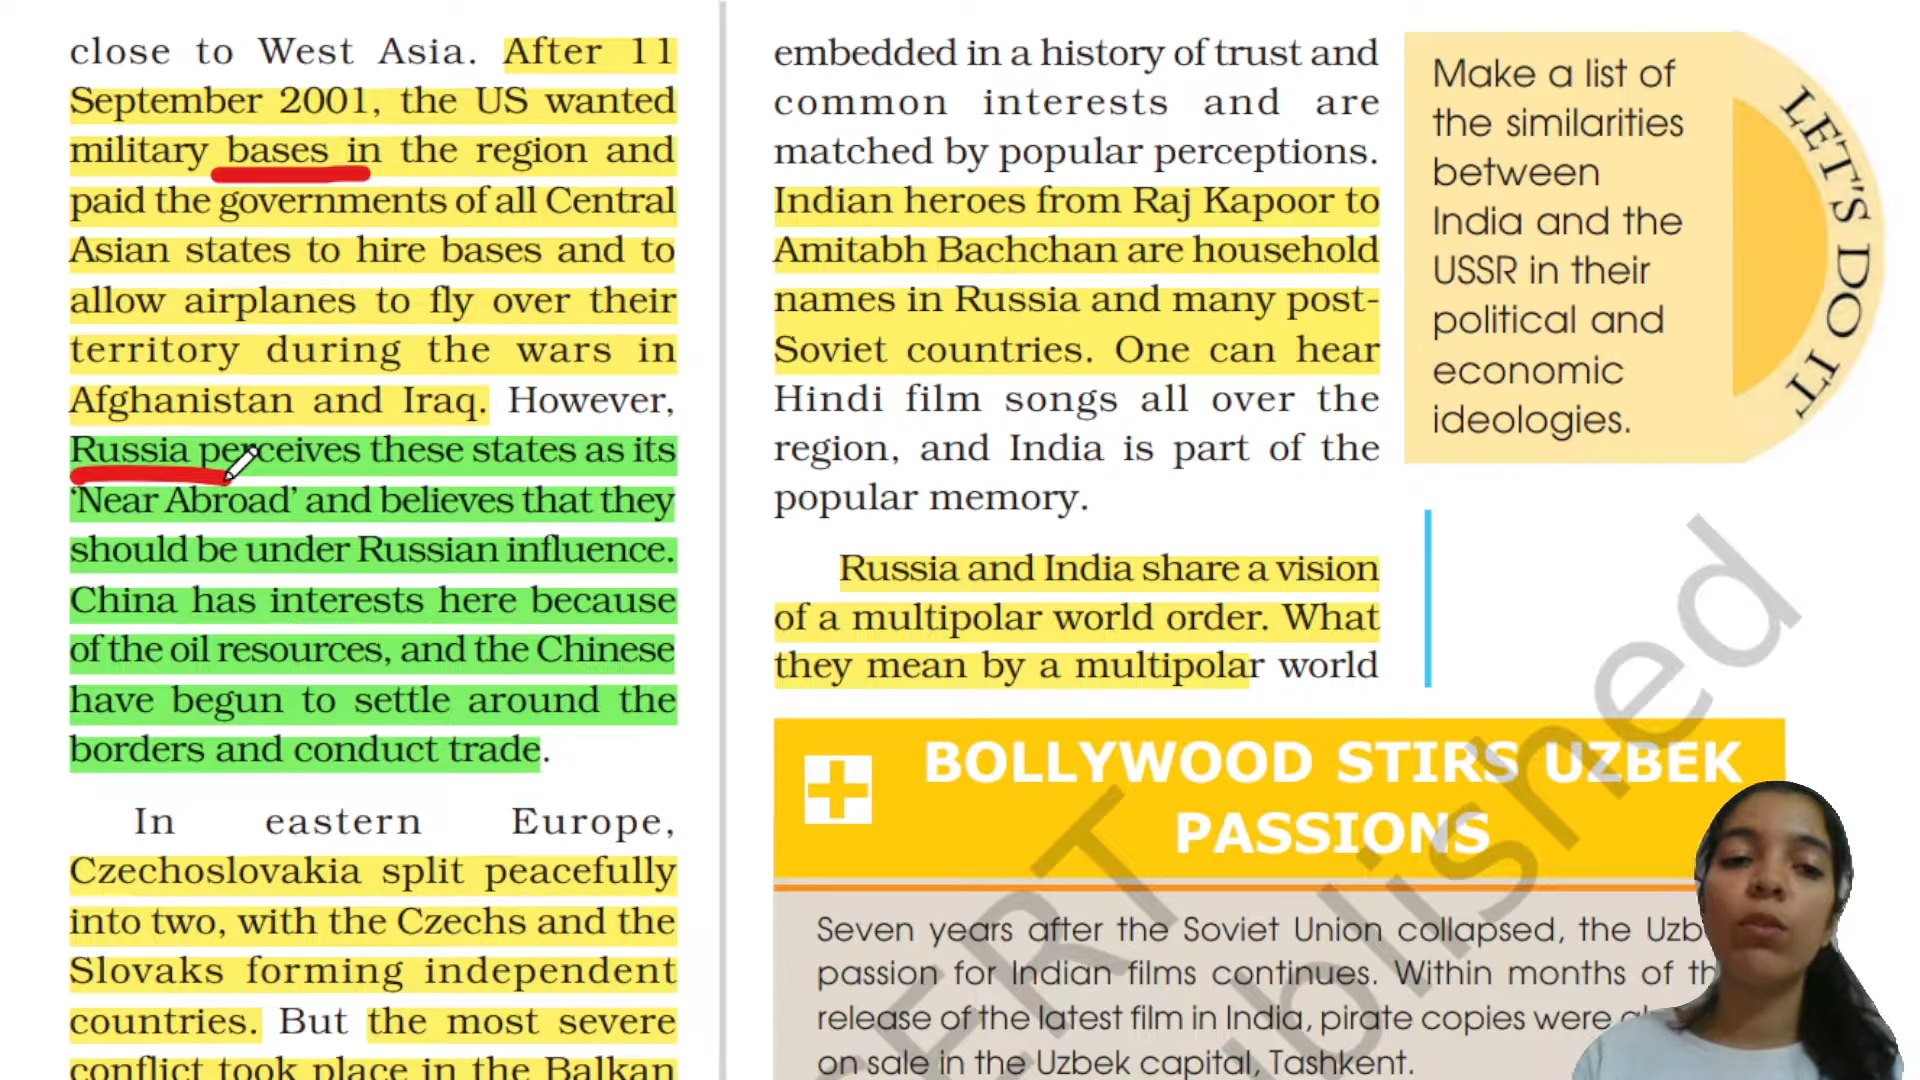 close to West Asia. After 11
September 2001, the US wanted
military bases in the region and
paid the governments of all Central
Asian states to hire bases and to
allow airplanes to fly over their
territory during the wars in
Afghanistan and Iraq. However,
Russia perceives these states as its
‘Near Abroad’ and believes that they
should be under Russian influence.
China has interests here because
of the oil resources, and the Chinese
have begun to settle around the
borders and conduct trade.
In eastern Europe,
Czechoslovakia split peacefully
into two, with the Czechs and the
Slovaks forming independent
countries. But the most severe
conflict took place in the Balkan
embedded in a history of trust and
common interests and are
matched by popular perceptions.
Indian heroes from Raj Kapoor to
Amitabh Bachchan are household
names in Russia and many post-
Soviet countries. One can hear
Hindi film songs all over the
region, and India is part of the
popular memory.
Russia and India share a vision
of a multipolar world order. What
they mean by a multipolar world
BOLLYWOOD STIRS UZBEK
PASSIONS
Seven years after the Soviet Union collapsed, the
passion for Indian films continues. Within months of
release of the latest film in India, pirate copies were
on sale in the Uzbek capital, Tashkent.
Make a list of
the similarities
between
India and the
USSR in their
political and
economic
ideologies.
LET'S DO IT